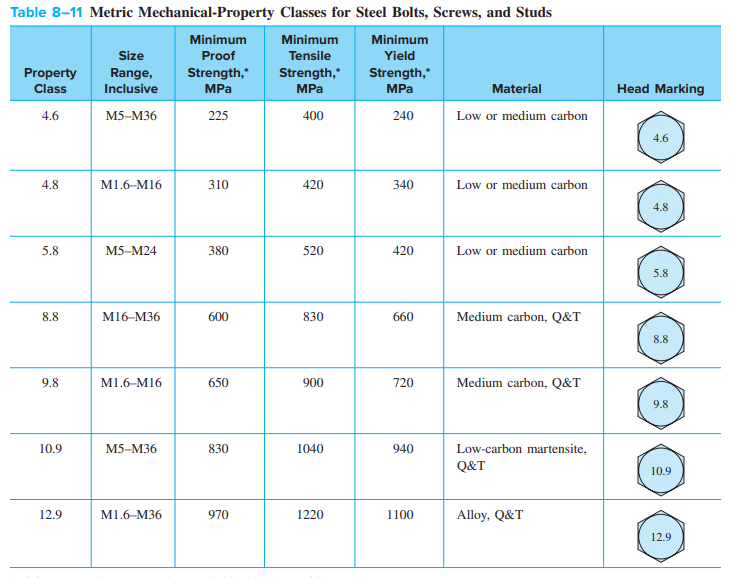 Table 8–11 Metric Mechanical-Property Classes for Steel Bolts, Screws, and Studs
Property Class Size Range, Inclusive Minimum Proof Strength,* MPa Minimum Tensile Strength,* MPa Minimum Yield Strength,* MPa Material Head Marking
4.6 M5–M36 225 400 240 Low or medium carbon 4.6
4.8 M1.6–M16 310 420 340 Low or medium carbon 4.8
5.8 M5–M24 380 520 420 Low or medium carbon 5.8
8.8 M16–M36 600 830 660 Medium carbon, Q&T 8.8
9.8 M1.6–M16 650 900 720 Medium carbon, Q&T 9.8
10.9 M5–M36 830 1040 940 Low-carbon martensite, Q&T 10.9
12.9 M1.6–M36 970 1220 1100 Alloy, Q&T 12.9